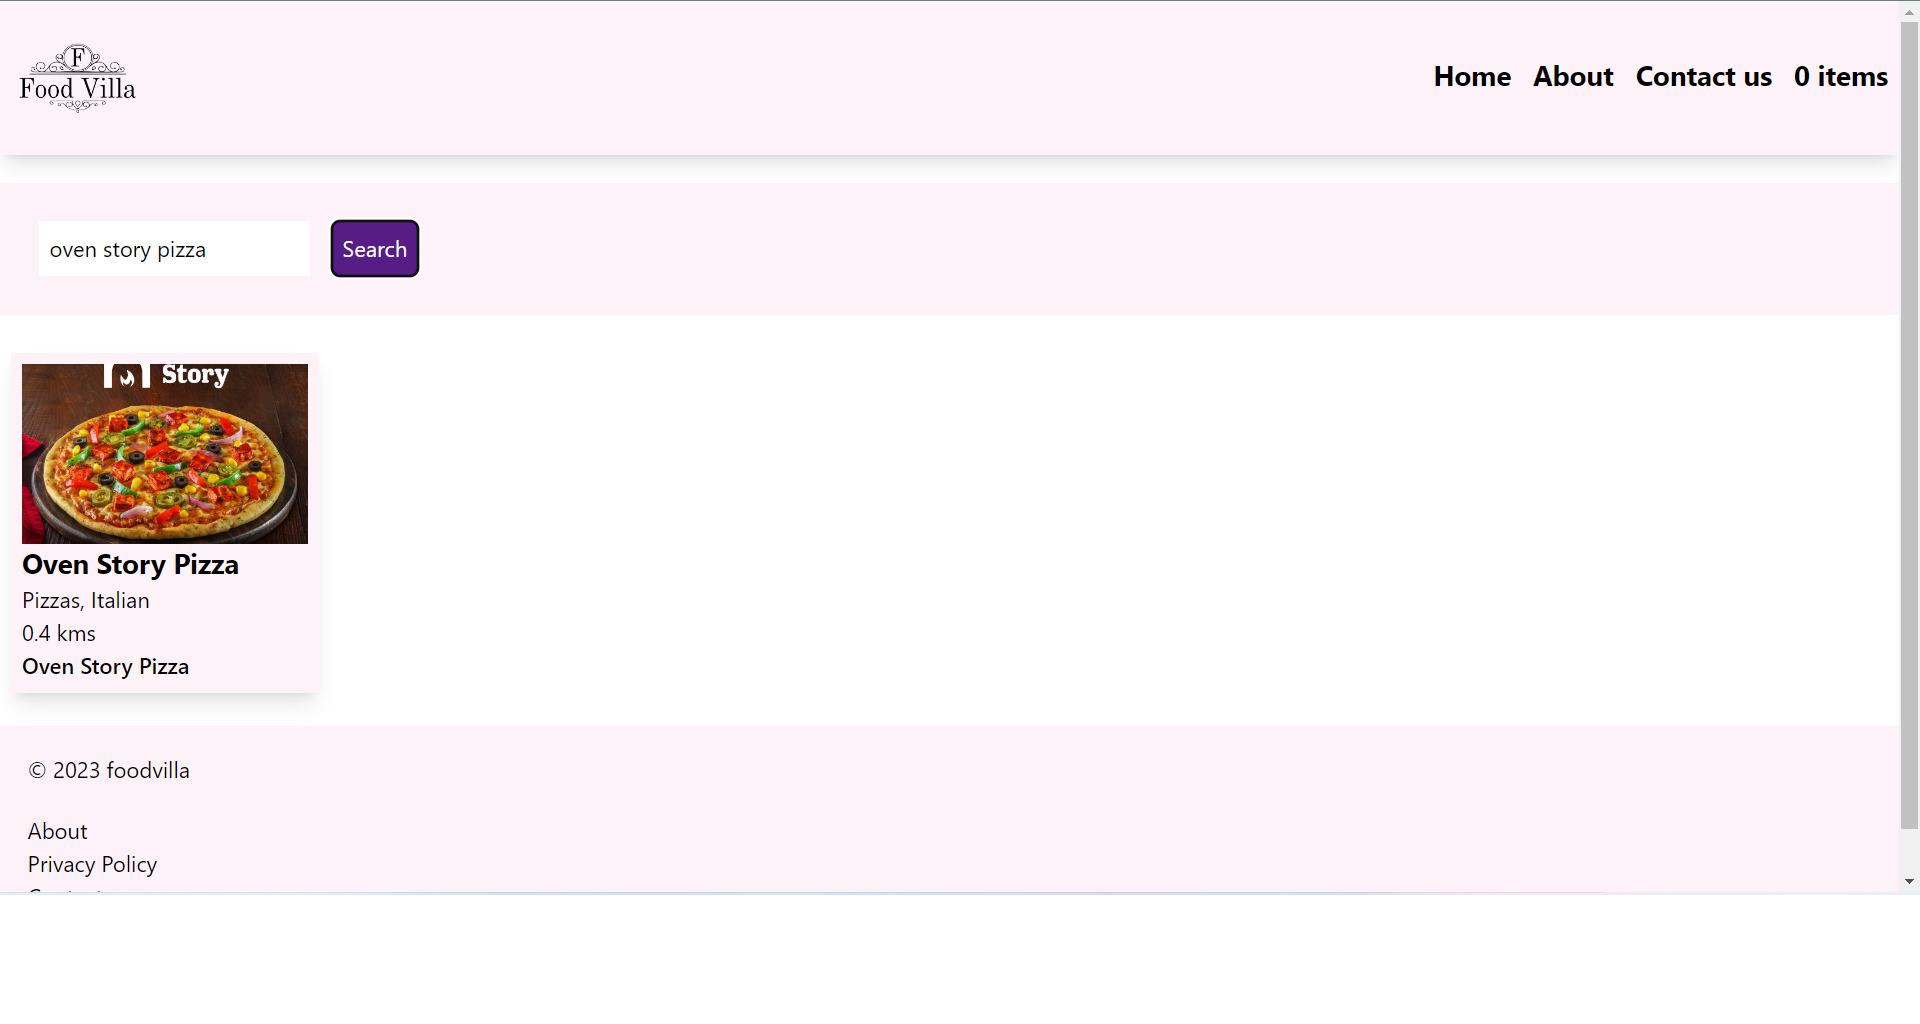 F
Food Villa
Home About Contact us 0 items
oven story pizza Search
Story
Oven Story Pizza
Pizzas, Italian
0.4 kms
Oven Story Pizza
© 2023 foodvilla
About
Privacy Policy